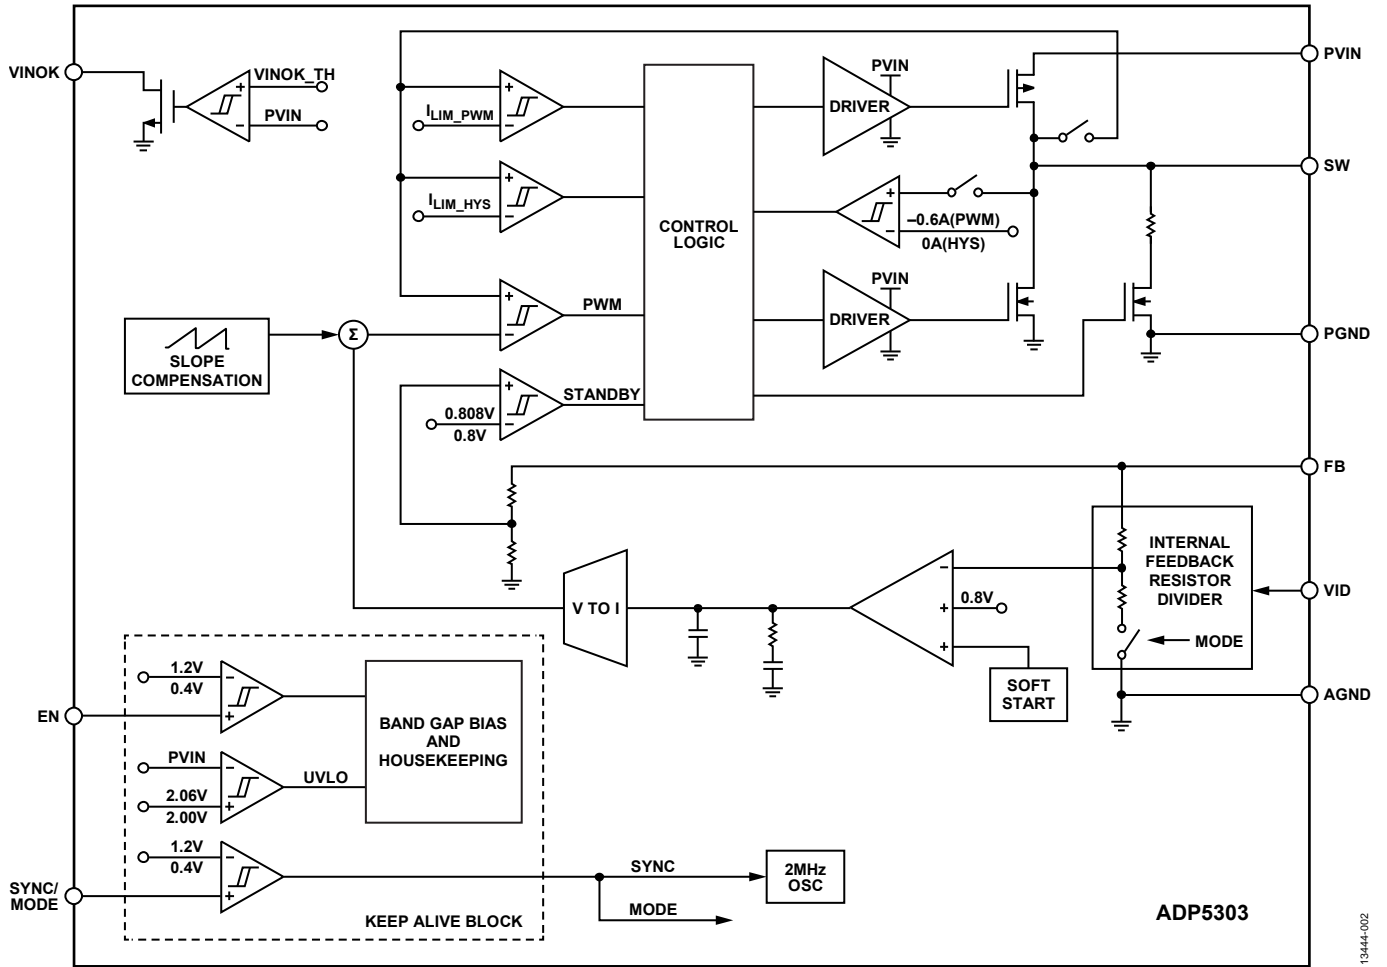 VINOK
VINOK_TH
PVIN
I LIM_PWM
I LIM_HYS
CONTROL
LOGIC
PVIN
DRIVER
PVIN
SW
–0.6A(PWM)
0A(HYS)
PVIN
DRIVER
PGND
SLOPE
COMPENSATION
Σ
PWM
STANDBY
0.808V
0.8V
FB
INTERNAL
FEEDBACK
RESISTOR
DIVIDER
MODE
VID
AGND
V TO I
0.8V
SOFT
START
EN
1.2V
0.4V
PVIN
2.06V
2.00V
UVLO
BAND GAP BIAS
AND
HOUSEKEEPING
SYNC/
MODE
1.2V
0.4V
KEEP ALIVE BLOCK
SYNC
MODE
2MHz
OSC
ADP5303
13444-002